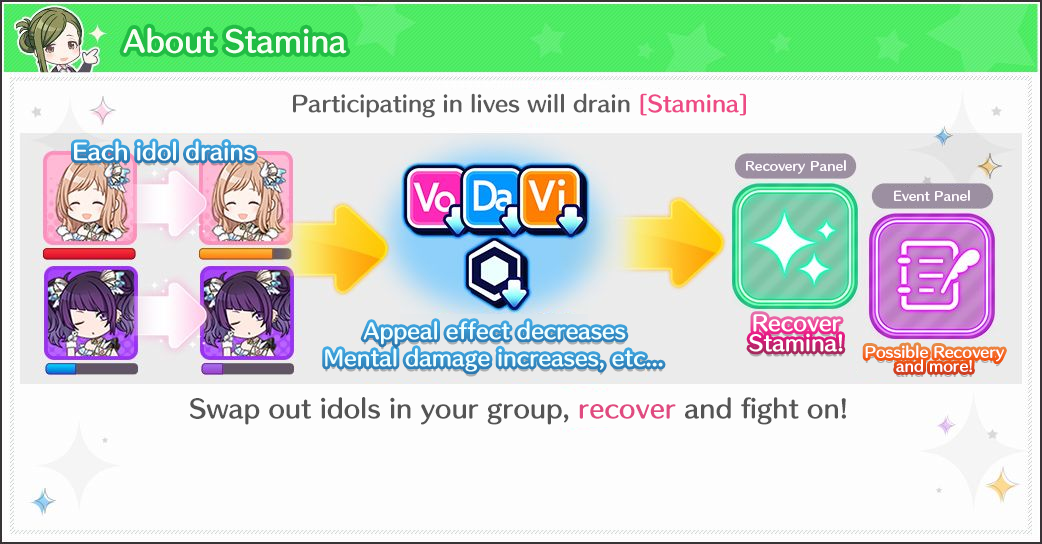 About Stamina
Participating in lives will drain [Stamina]
Each idol drains
Vo Da Vi
Appeal effect decreases
Mental damage increases, etc...
Recovery Panel
Recover
Stamina!
Event Panel
Possible Recovery
and more!
Swap out idols in your group, recover and fight on!